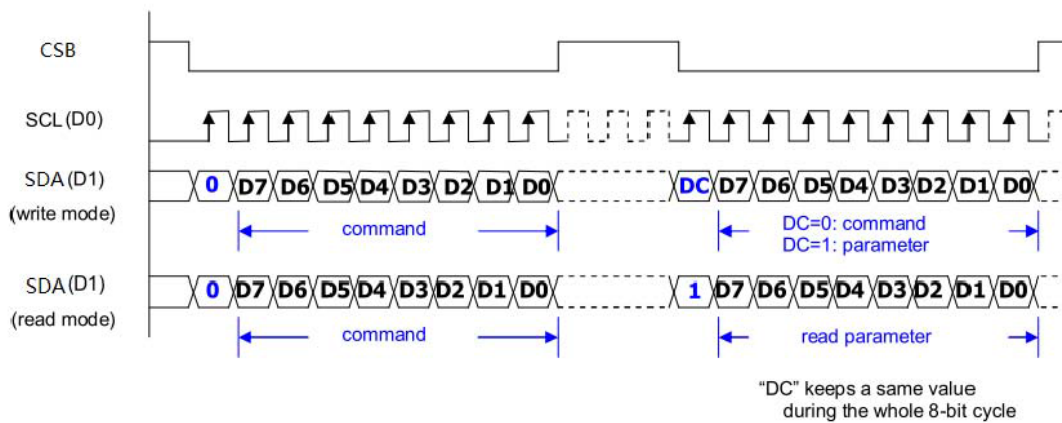 CSB
SCL(D0)
SDA(D1) 0 D7 D6 D5 D4 D3 D2 D1 D0 DC D7 D6 D5 D4 D3 D2 D1 D0
(write mode) command DC=0: command
DC=1: parameter
SDA(D1) 0 D7 D6 D5 D4 D3 D2 D1 D0 1 D7 D6 D5 D4 D3 D2 D1 D0
(read mode) command read parameter
“DC” keeps a same value
during the whole 8-bit cycle